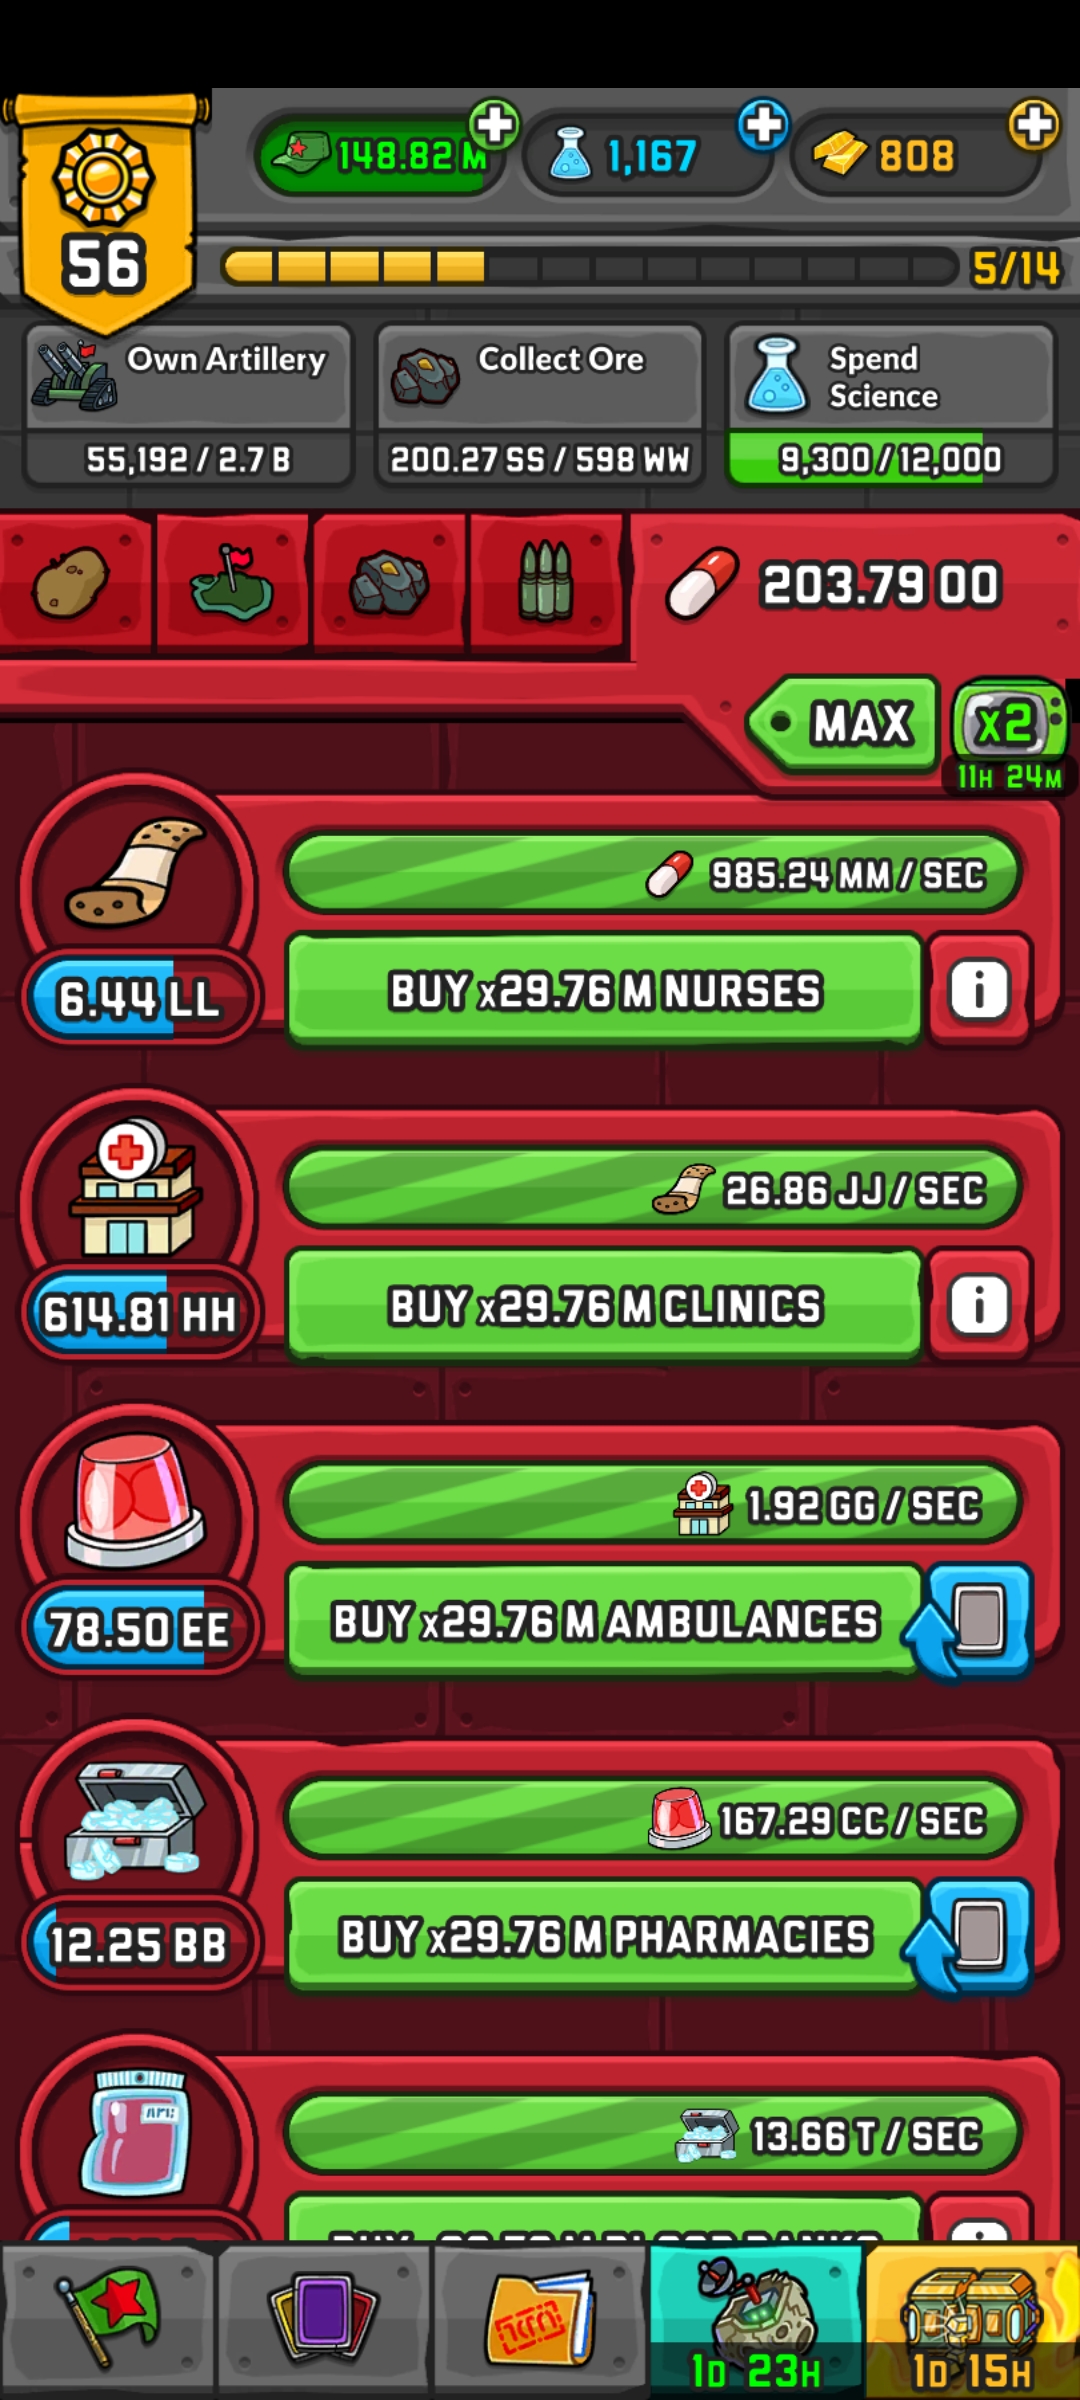 148.82 M
1,167
808
56
5/14
Own Artillery
55,192 / 2.7 B
Collect Ore
200.27 SS / 598 WW
Spend
Science
9,300 / 12,000
203.79 OO
MAX
x2
11H 24M
985.24 MM / SEC
6.44 LL
BUY x29.76 M NURSES
26.86 JJ / SEC
614.81 HH
BUY x29.76 M CLINICS
1.92 GG / SEC
78.50 EE
BUY x29.76 M AMBULANCES
167.29 CC / SEC
12.25 BB
BUY x29.76 M PHARMACIES
13.66 T / SEC
1D 23H
1D 15H